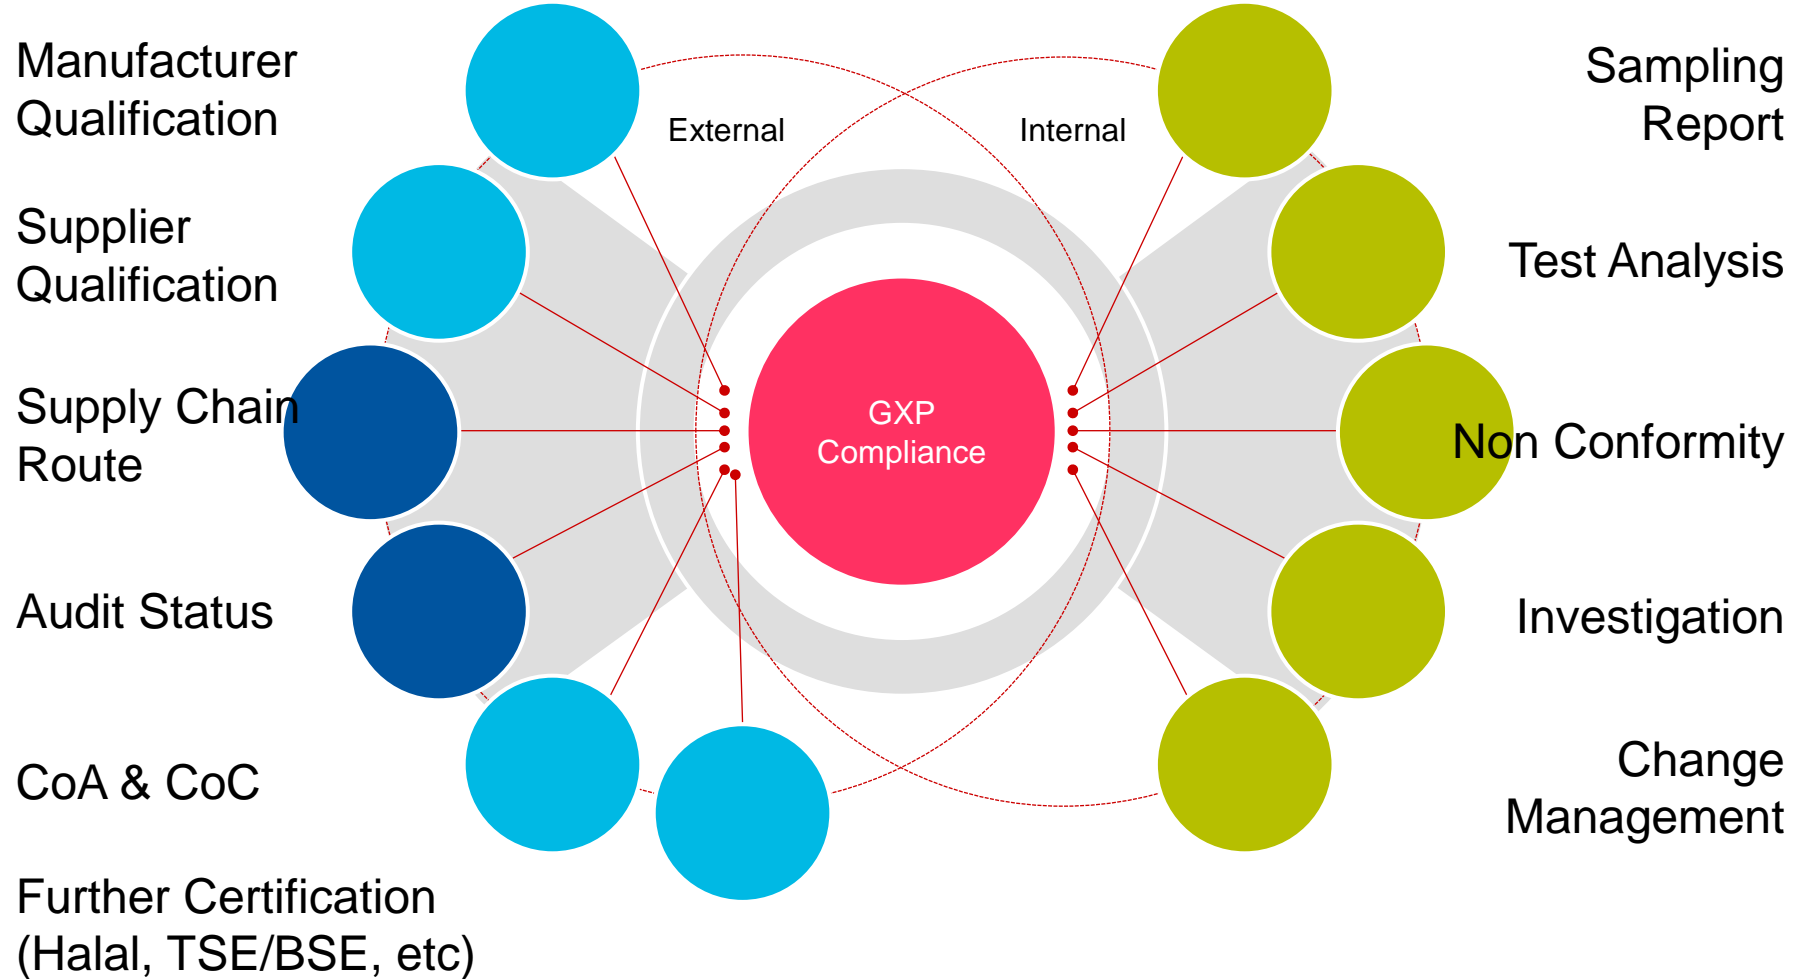 Manufacturer
Qualification
Supplier
Qualification
Supply Chain
Route
Audit Status
CoA & CoC
Further Certification
(Halal, TSE/BSE, etc)
External
Internal
GXP
Compliance
Sampling
Report
Test Analysis
Non Conformity
Investigation
Change
Management